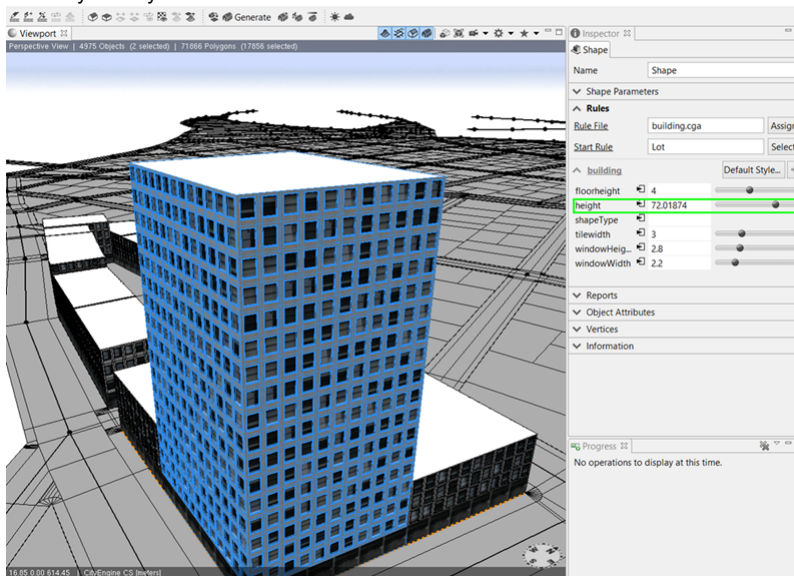 Generate
Viewport
Perspective View | 4975 Objects (2 selected) | 71866 Polygons (17856 selected)
16.85 0.00 614.45 | CityEngine CS [meters]
Inspector
Shape
Name Shape
Shape Parameters
Rules
Rule File building.cga Assign
Start Rule Lot Select
building Default Style...
floorheight 4
height 72.01874
shapeType
tilewidth 3
windowHeig... 2.8
windowWidth 2.2
Reports
Object Attributes
Vertices
Information
Progress
No operations to display at this time.